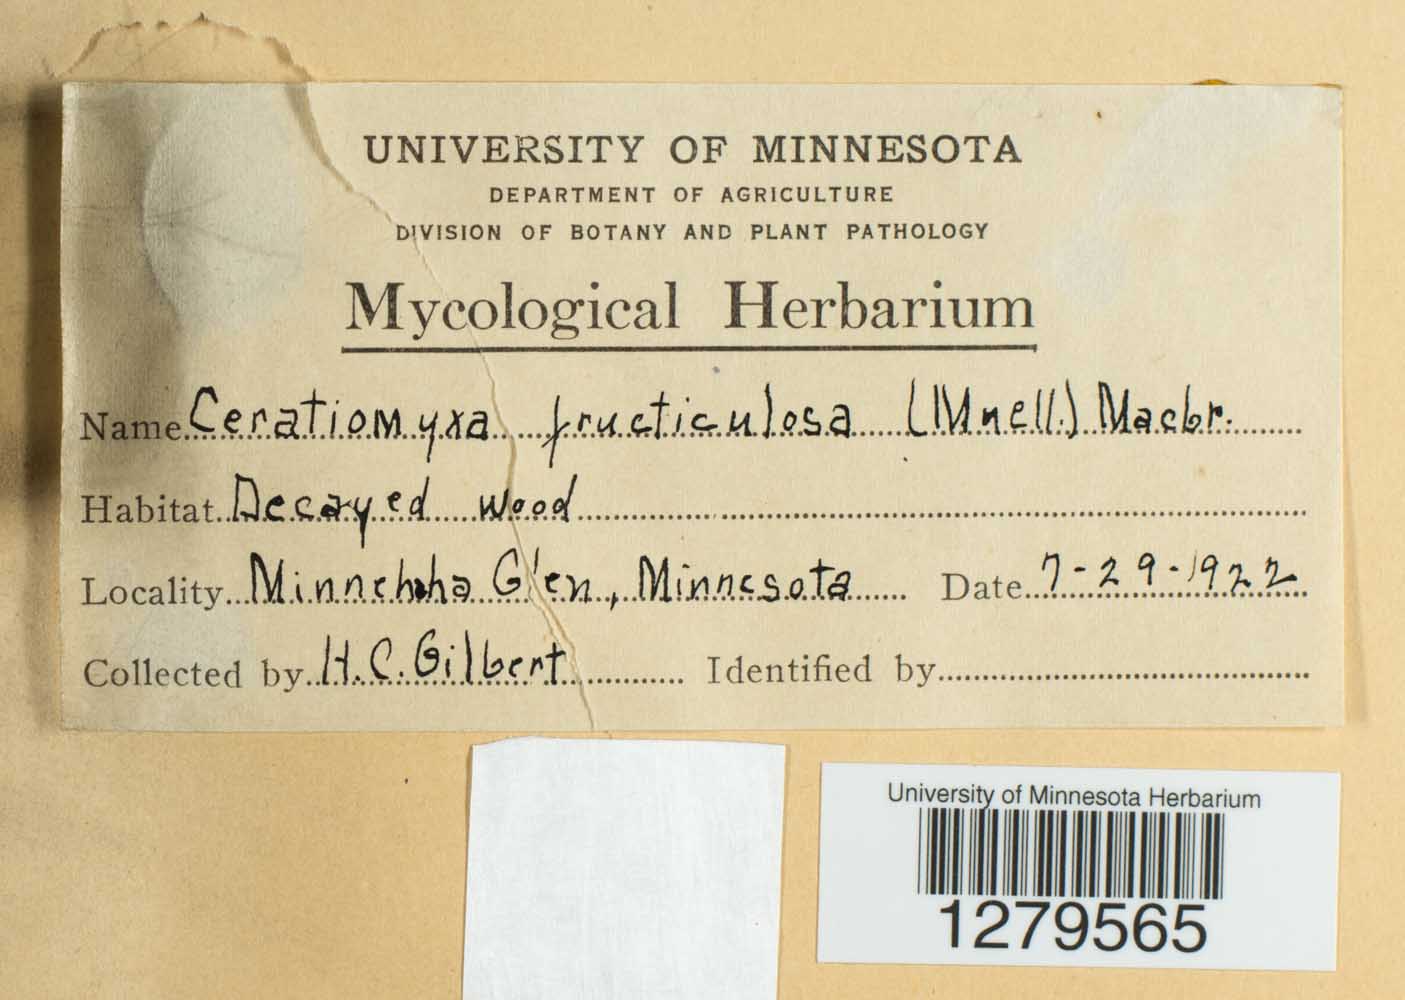 UNIVERSITY OF MINNESOTA
DEPARTMENT OF AGRICULTURE
DIVISION OF BOTANY AND PLANT PATHOLOGY
Mycological Herbarium
Name Ceratiomyxa fructiculosa (Mnell.) Macbr.
Habitat Decayed wood
Locality Minnehaha Glen, Minnesota Date 7-29-1922
Collected by H.C. Gilbert Identified by
University of Minnesota Herbarium
1279565